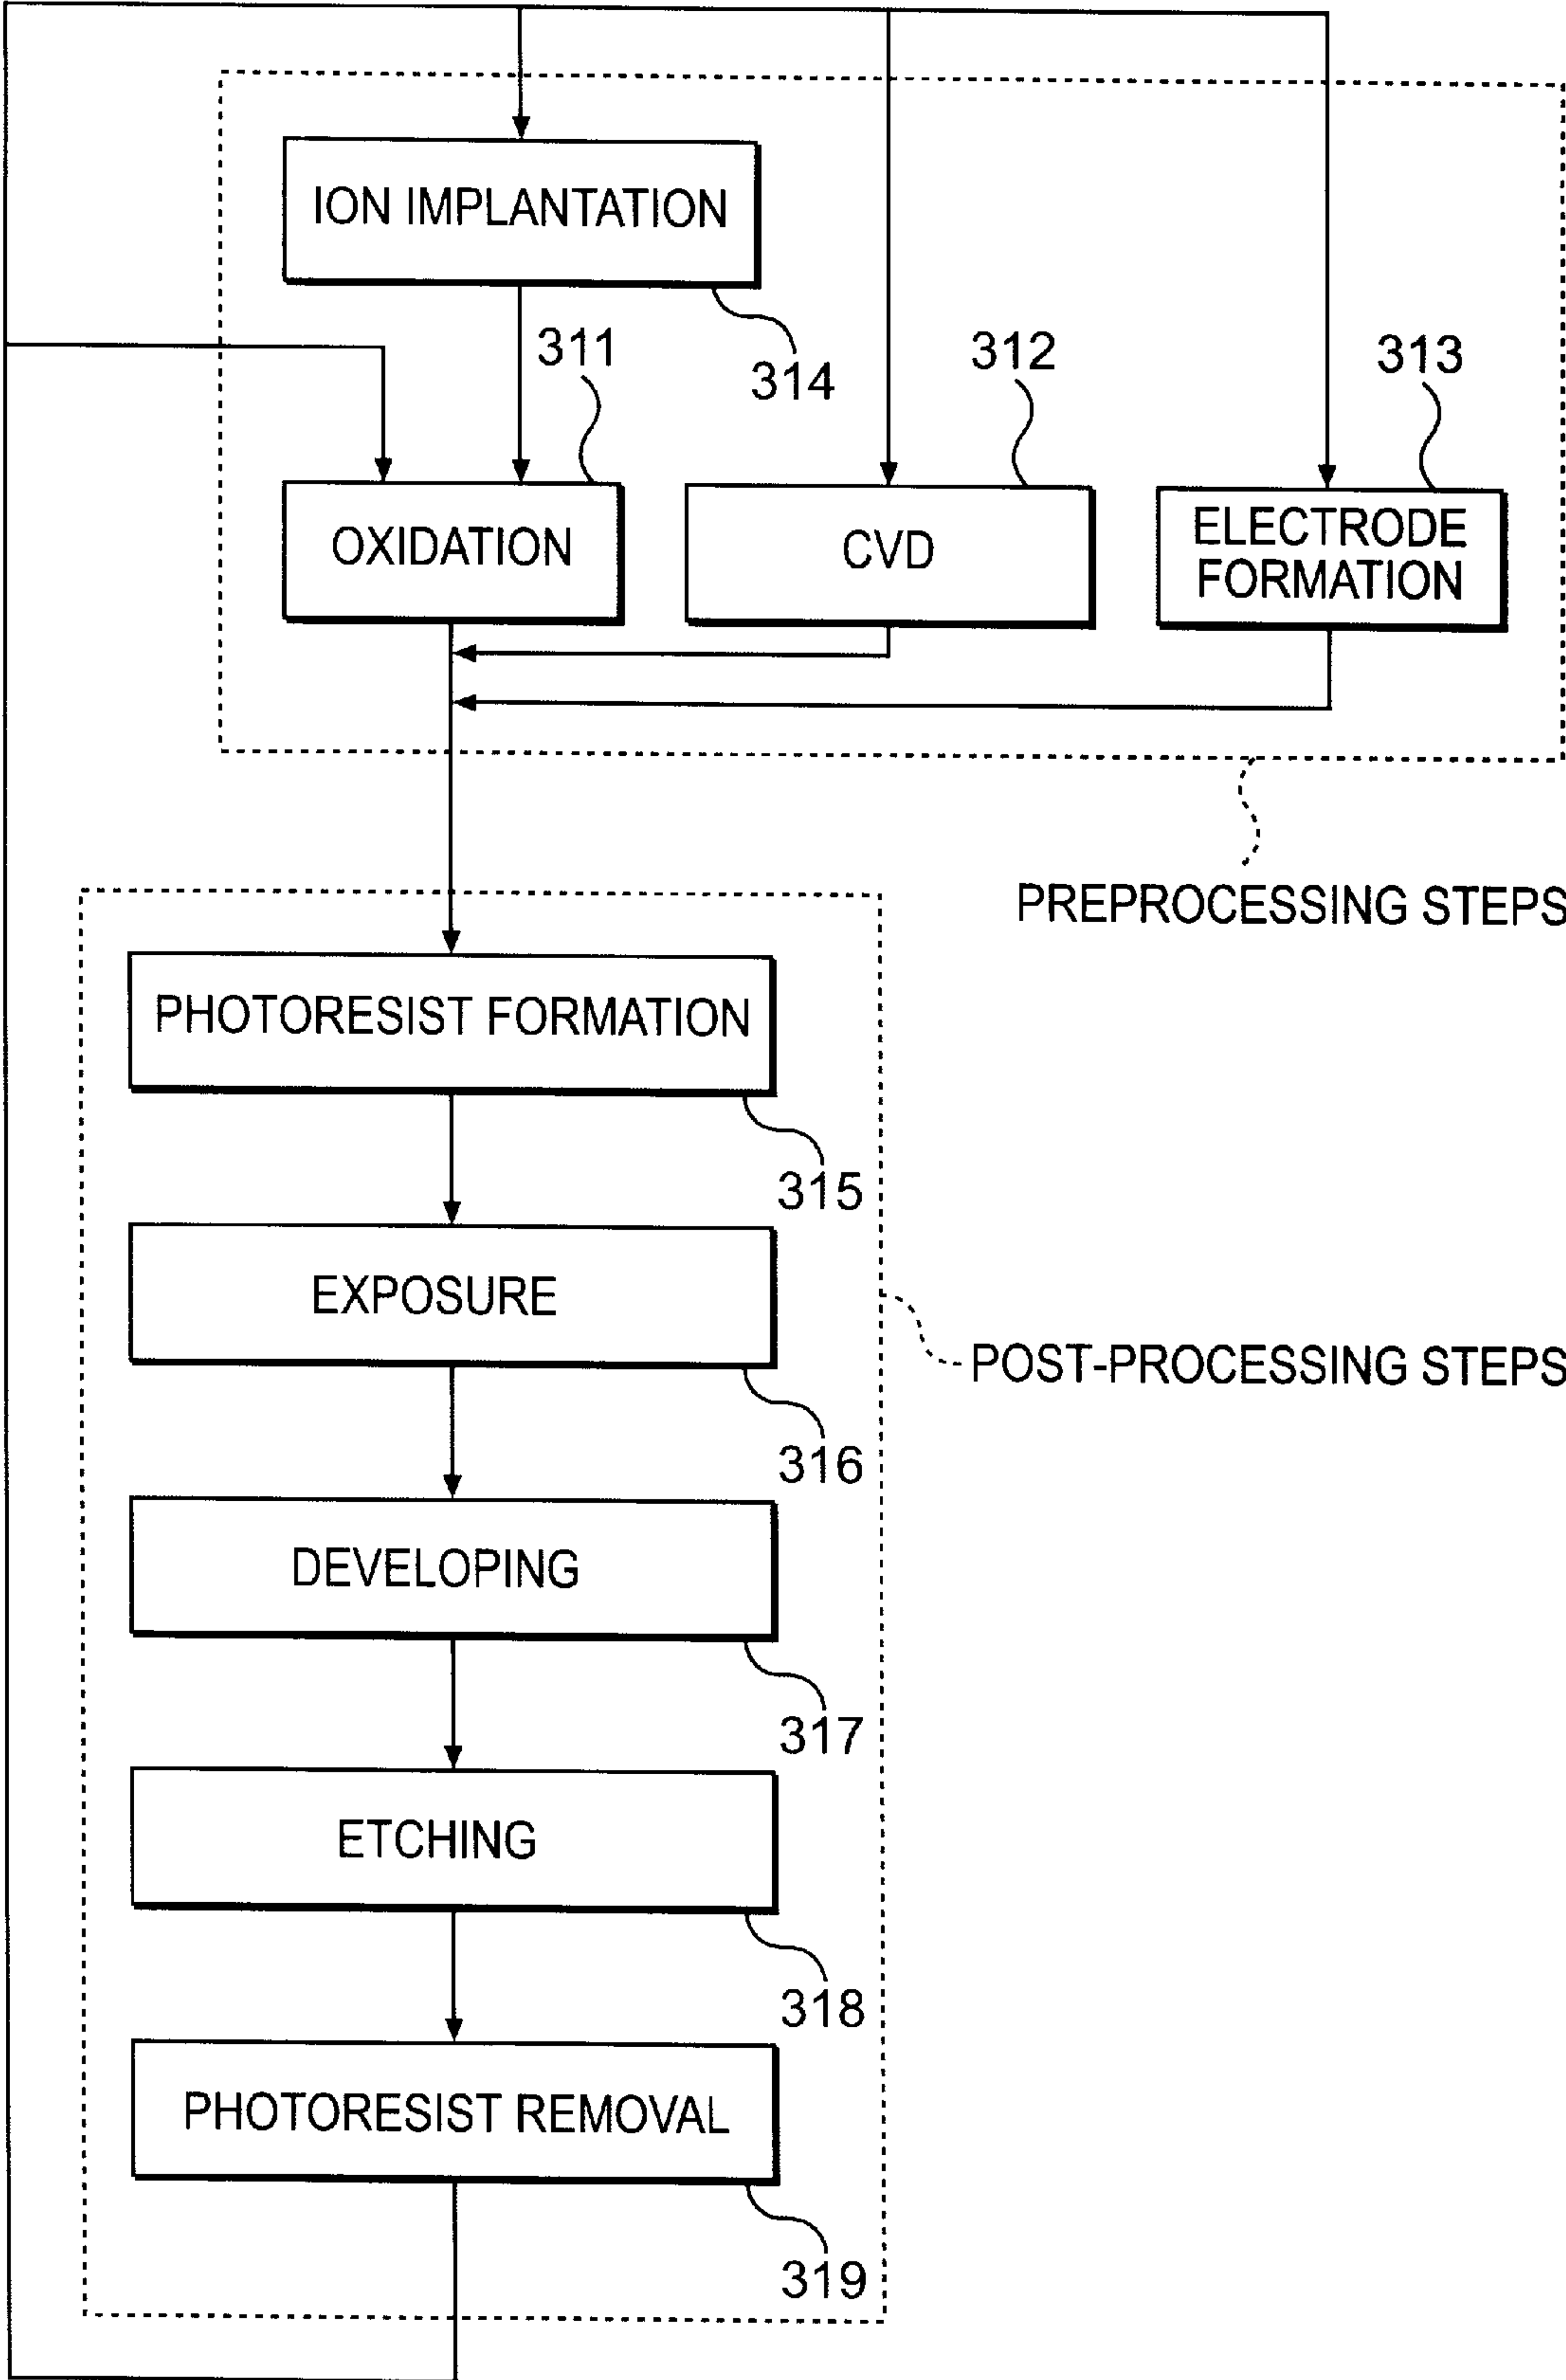 ION IMPLANTATION
314
311
312
313
OXIDATION
CVD
ELECTRODE
FORMATION
PREPROCESSING STEPS
PHOTORESIST FORMATION
315
EXPOSURE
316
POST-PROCESSING STEPS
DEVELOPING
317
ETCHING
318
PHOTORESIST REMOVAL
319